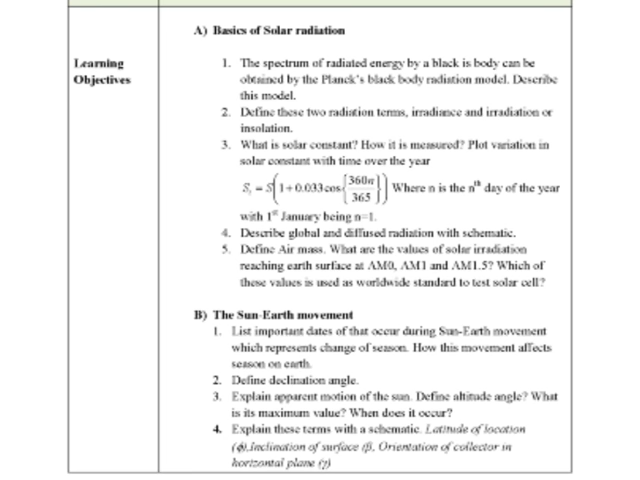 A) Basics of Solar radiation
Learning
Objectives
1. The spectrum of radiated energy by a black is body can be
obtained by the Planck's black body radiation model. Describe
this model.
2. Define these two radiation terms, irradiance and irradiation or
insolation.
3. What is solar constant? How it is measured? Plot variation in
solar constant with time over the year
Sₜ = S(1+0.033cos{360n/365}) Where n is the nᵗʰ day of the year
with 1ˢᵗ January being n=1.
4. Describe global and diffused radiation with schematic.
5. Define Air mass. What are the values of solar irradiation
reaching earth surface at AM0, AM1 and AM1.5? Which of
these values is used as worldwide standard to test solar cell?
B) The Sun-Earth movement
1. List important dates of that occur during Sun-Earth movement
which represents change of season. How this movement affects
season on earth.
2. Define declination angle.
3. Explain apparent motion of the sun. Define altitude angle? What
is its maximum value? When does it occur?
4. Explain these terms with a schematic. Latitude of location
(ϕ),Inclination of surface (β), Orientation of collector in
horizontal plane (γ)